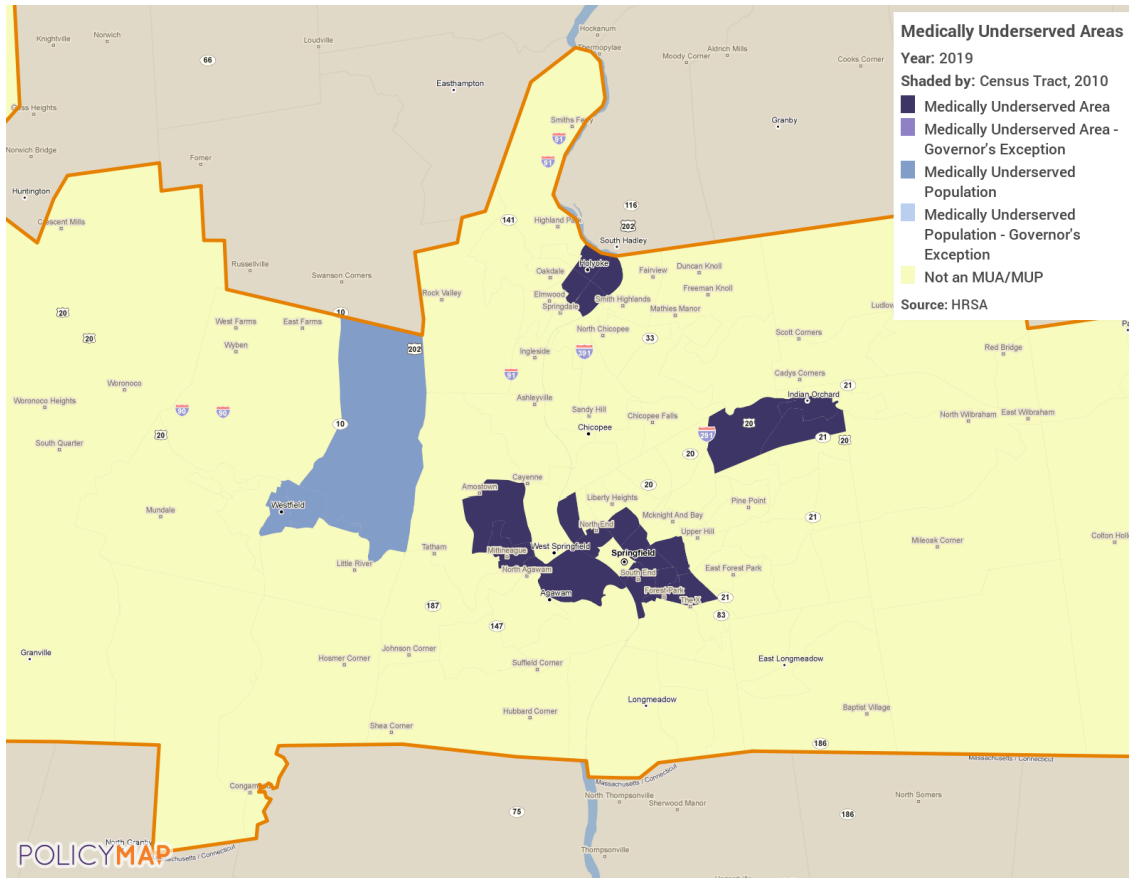 Hockanum
Knightville
Norwich
Loudville
Thermopylae
Medically Underserved Areas
Moody Corner
Aldrich Mills
Year: 2019
66
Cooks Corner
Shaded by: Census Tract, 2010
Easthampton
Medically Underserved Area
Medically Underserved Area -
Governor's Exception
Smiths Ferry
Granby
91
Norwich Bridge
Fomer
91
Medically Underserved
Population
Huntington
116
Medically Underserved
Population - Governor's
Exception
Crescent Mills
141
Highland Park
202
South Hadley
Not an MUA/MUP
Russellville
Holyoke
Oakdale
Fairview
Duncan Knoll
Swanson Corners
Source: HRSA
Rock Valley
Elmwood
Freeman Knoll
Springdale
Smith Highlands
Mathies Manor
20
10
West Farms
East Farms
North Chicopee
Scott Corners
20
Wyben
202
Ingleside
391
33
Red Bridge
91
Cadys Corners
Woronoco
21
Woronoco Heights
90
90
Ashleyville
Sandy Hill
Chicopee Falls
Indian Orchard
North Wilbraham
East Wilbraham
10
Chicopee
291
20
21
20
South Quarter
20
20
Cayenne
20
Amostown
Liberty Heights
Westfield
Pine Point
Mundale
North End
Mcknight And Bay
21
Upper Hill
Tatham
Mittineague
West Springfield
Springfield
Mileoak Corner
Little River
North Agawam
South End
East Forest Park
Agawam
Forest Park
The X
21
187
83
147
Granville
Hosmer Corner
Johnson Corner
Suffield Corner
East Longmeadow
Longmeadow
Hubbard Corner
Baptist Village
Shea Corner
186
Massachusetts / Connecticut
Massachusetts / Connecticut
North Thompsonville
North Somers
75
Sherwood Manor
186
North Granby
POLICYMAP
Thompsonville